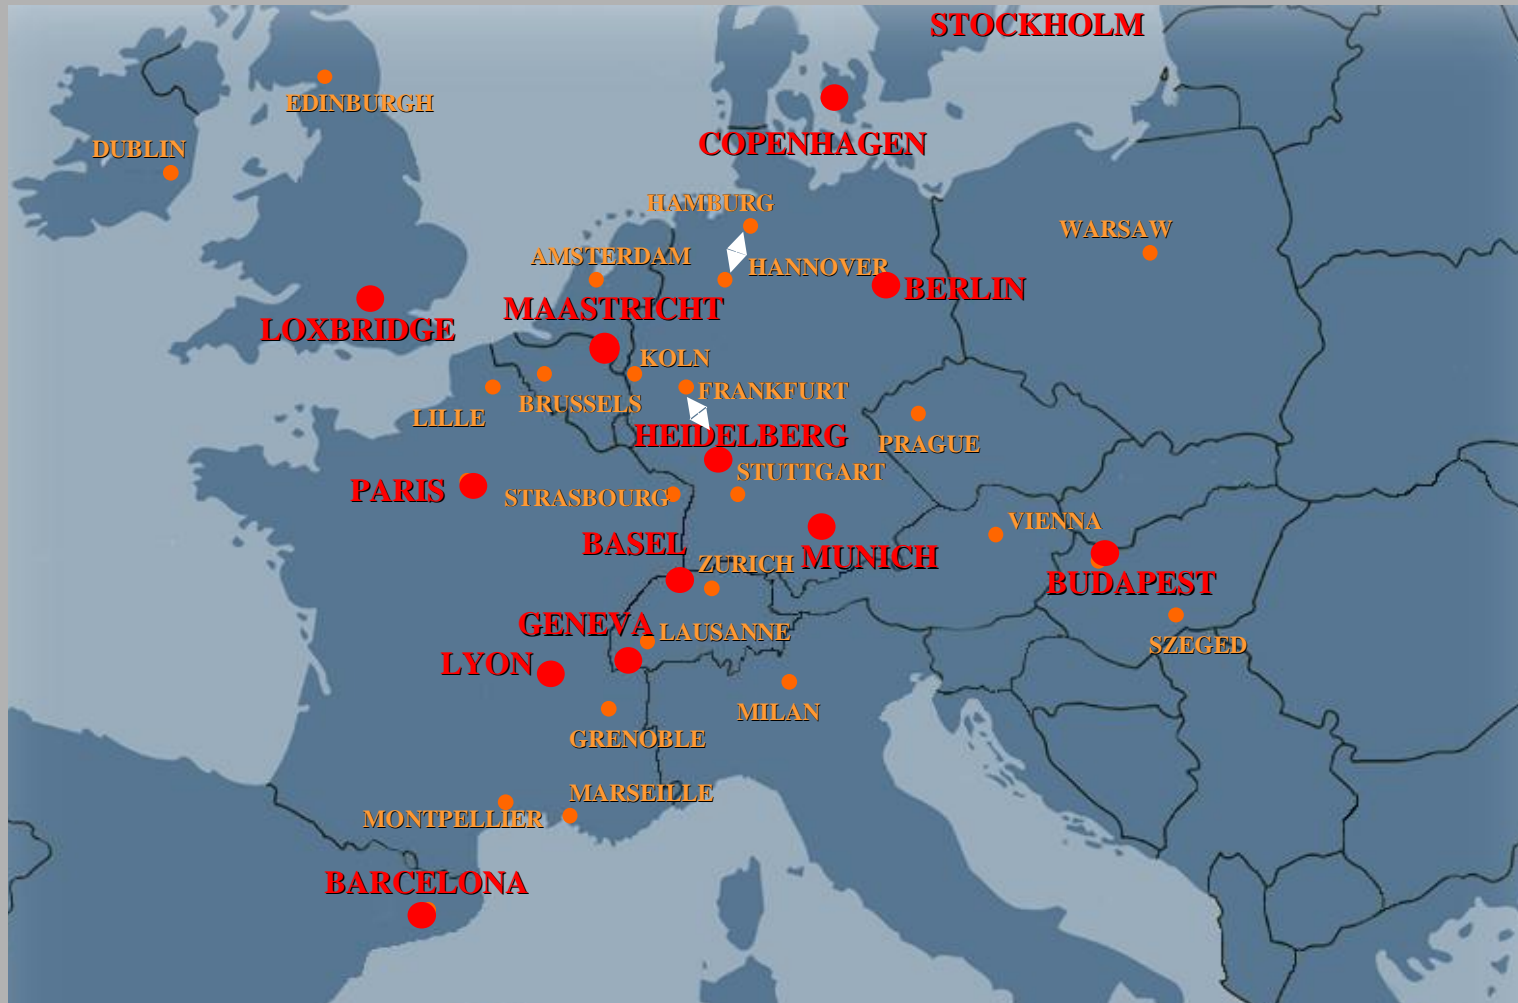 STOCKHOLM
EDINBURGH
DUBLIN
COPENHAGEN
HAMBURG
WARSAW
AMSTERDAM
HANNOVER
BERLIN
MAASTRICHT
LOXBRIDGE
KOLN
FRANKFURT
BRUSSELS
LILLE
HEIDELBERG
PRAGUE
STUTTGART
PARIS
STRASBOURG
VIENNA
BASEL
MUNICH
ZURICH
BUDAPEST
GENEVA
LAUSANNE
SZEGED
LYON
MILAN
GRENOBLE
MARSEILLE
MONTPELLIER
BARCELONA